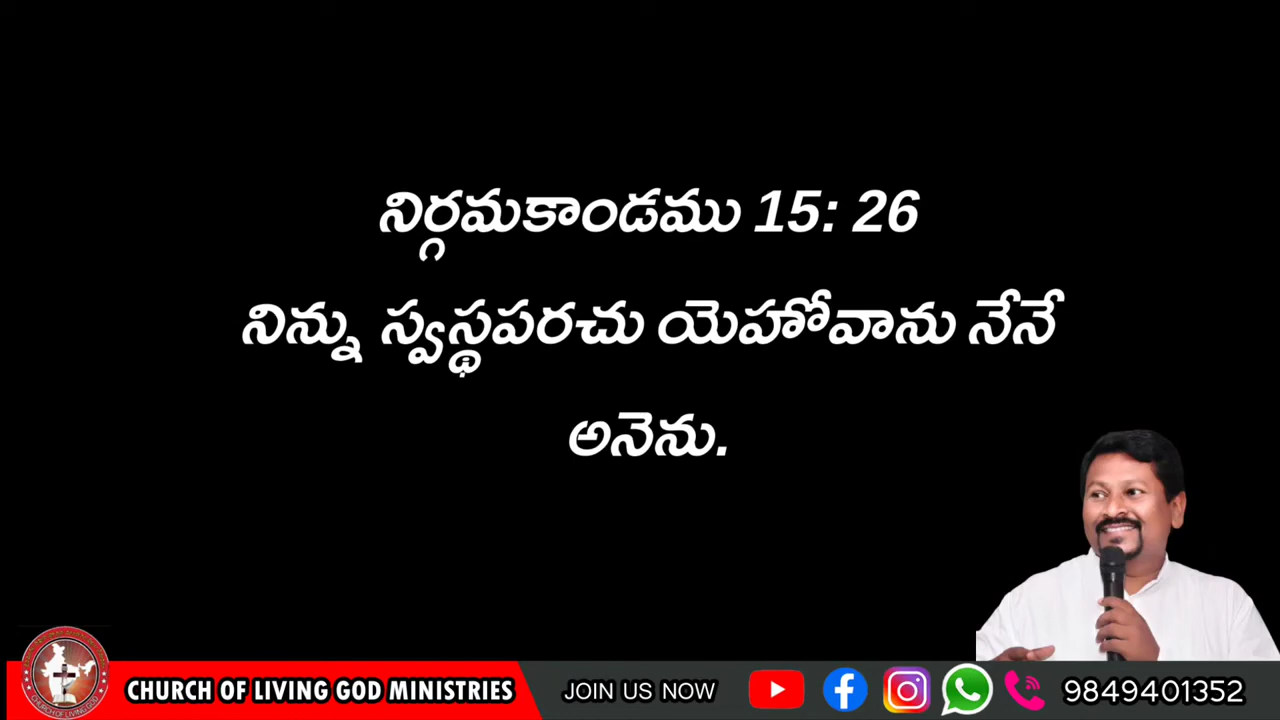 నిర్గమకాండము 15: 26
నిన్ను స్వస్థపరచు యెహోవాను నేనే
అనెను.
CHURCH OF LIVING GOD MINISTRIES
JOIN US NOW
9849401352